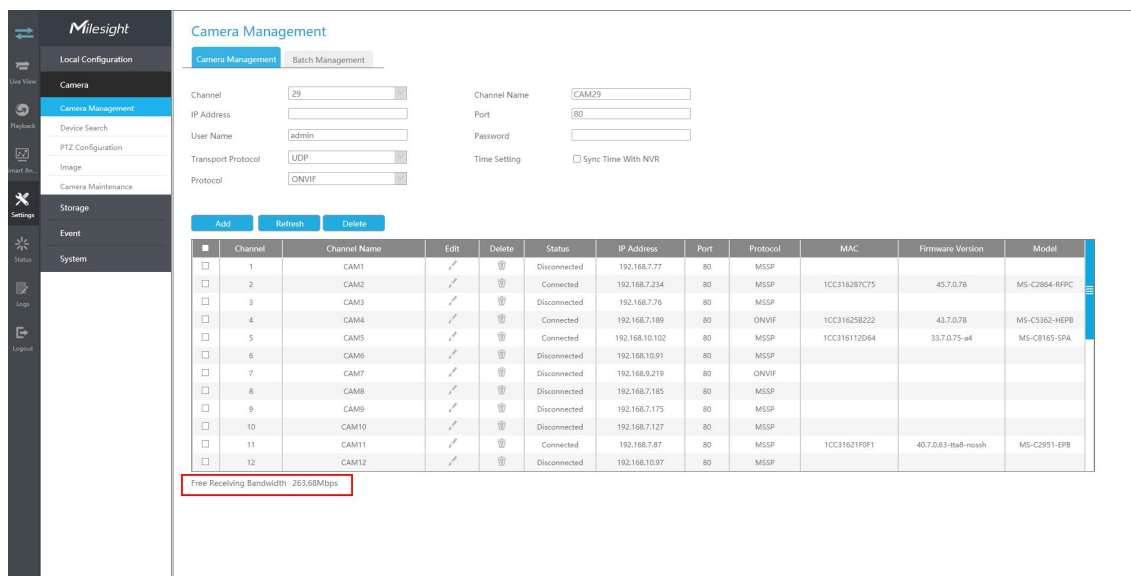 Milesight
Live View
Playback
Smart An...
Settings
Status
Logs
Logout
Local Configuration
Camera
Camera Management
Device Search
PTZ Configuration
Image
Camera Maintenance
Storage
Event
System
Camera Management
Camera Management Batch Management
Channel 29 Channel Name CAM29
IP Address Port 80
User Name admin Password
Transport Protocol UDP Time Setting Sync Time With NVR
Protocol ONVIF
Add Refresh Delete
Channel Channel Name Edit Delete Status IP Address Port Protocol MAC Firmware Version Model
1 CAM1 Disconnected 192.168.7.77 80 MSSP
2 CAM2 Connected 192.168.7.234 80 MSSP 1CC316287C75 45.7.0.78 MS-C2864-RFPC
3 CAM3 Disconnected 192.168.7.76 80 MSSP
4 CAM4 Connected 192.168.7.189 80 ONVIF 1CC31625B222 43.7.0.78 MS-C5362-HEPB
5 CAM5 Connected 192.168.10.102 80 MSSP 1CC316112D64 33.7.0.75-a4 MS-C8165-SPA
6 CAM6 Disconnected 192.168.10.91 80 MSSP
7 CAM7 Disconnected 192.168.9.219 80 ONVIF
8 CAM8 Disconnected 192.168.7.185 80 MSSP
9 CAM9 Disconnected 192.168.7.175 80 MSSP
10 CAM10 Disconnected 192.168.7.127 80 MSSP
11 CAM11 Connected 192.168.7.87 80 MSSP 1CC31621F0F1 40.7.0.63-tta8-nossh MS-C2951-EPB
12 CAM12 Disconnected 192.168.10.97 80 MSSP
Free Receiving Bandwidth 263.68Mbps